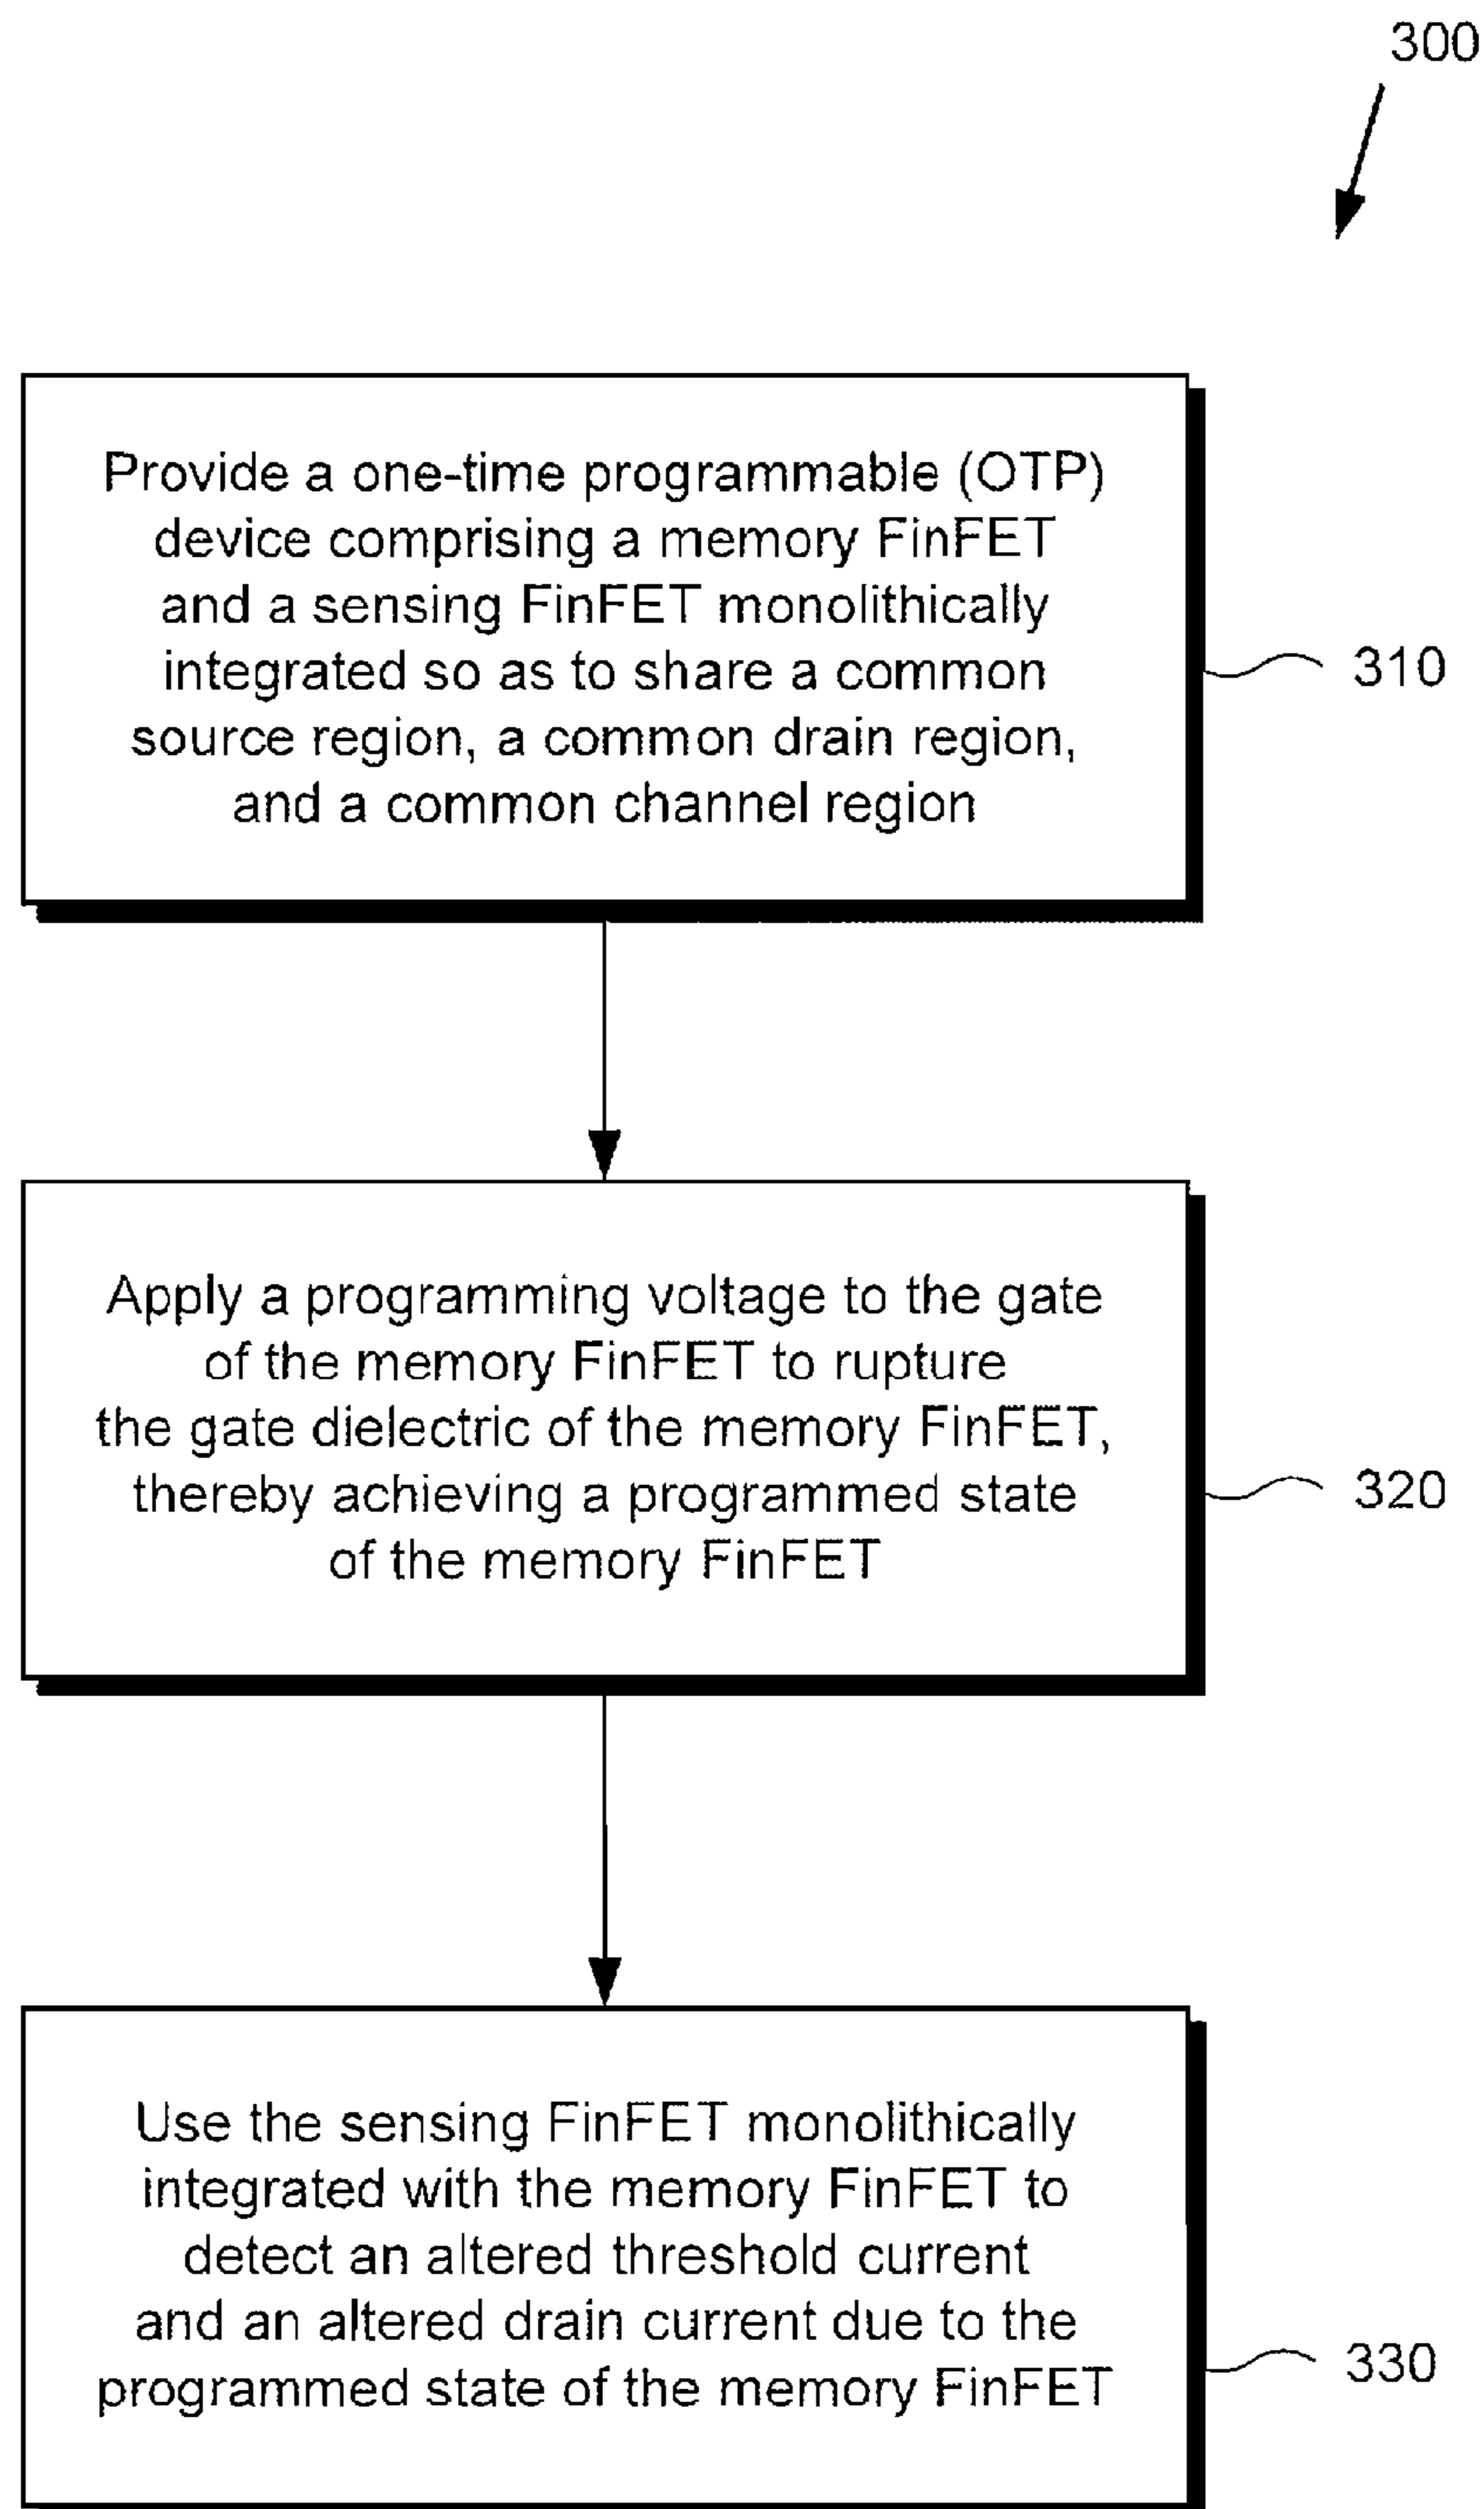 300
Provide a one-time programmable (OTP)
device comprising a memory FinFET
and a sensing FinFET monolithically
integrated so as to share a common
source region, a common drain region,
and a common channel region
310
Apply a programming voltage to the gate
of the memory FinFET to rupture
the gate dielectric of the memory FinFET,
thereby achieving a programmed state
of the memory FinFET
320
Use the sensing FinFET monolithically
integrated with the memory FinFET to
detect an altered threshold current
and an altered drain current due to the
programmed state of the memory FinFET
330